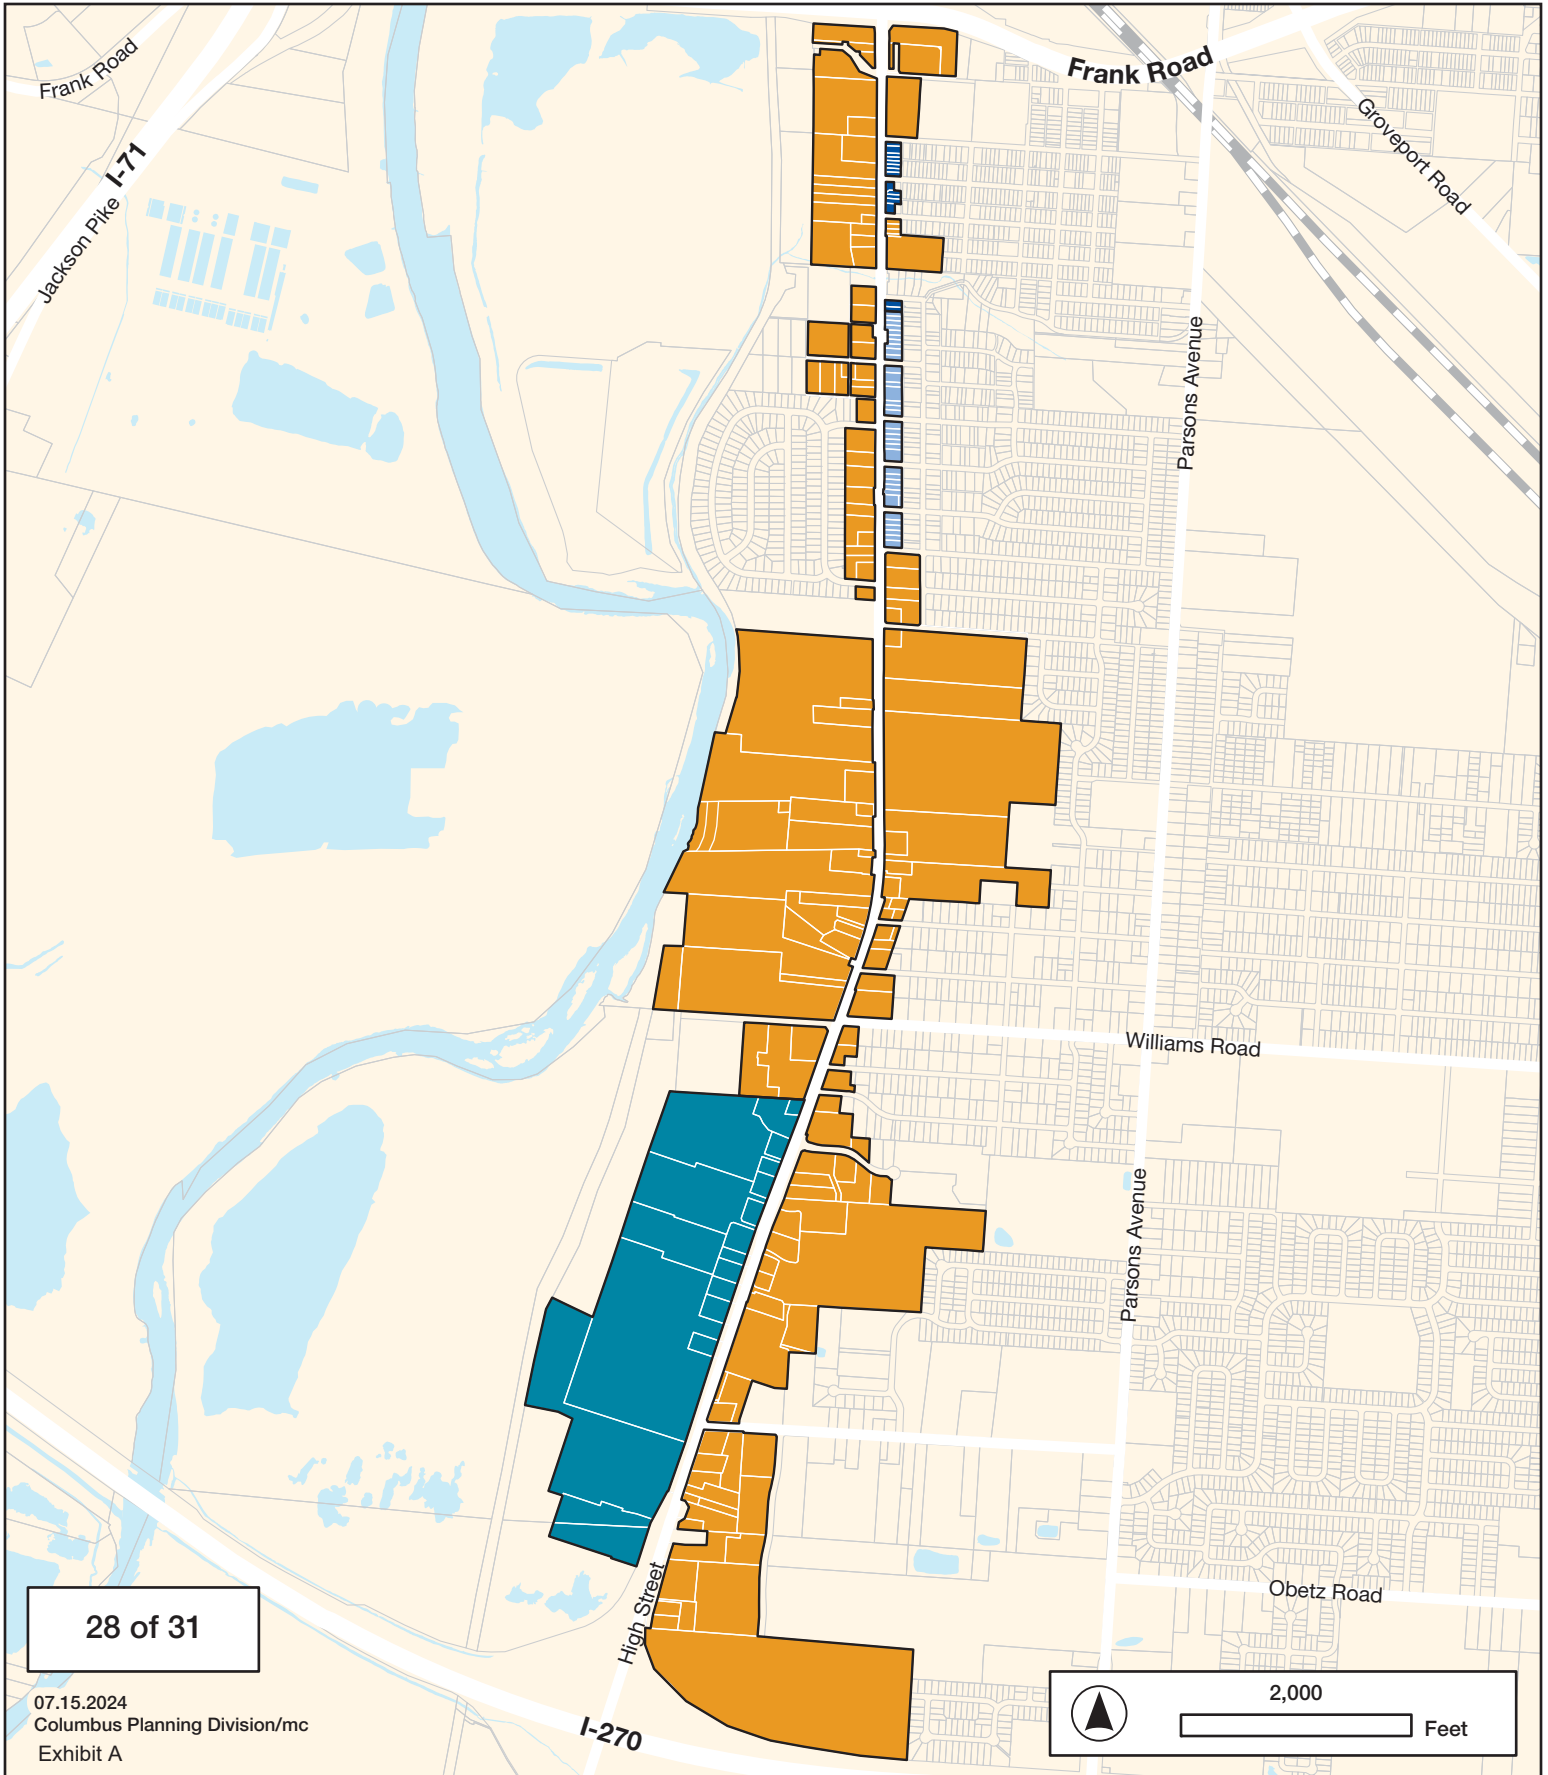 Frank Road
Frank Road
I-71
Jackson Pike
Groveport Road
Parsons Avenue
Williams Road
Parsons Avenue
Obetz Road
High Street
I-270
28 of 31
07.15.2024
Columbus Planning Division/mc
Exhibit A
2,000
Feet